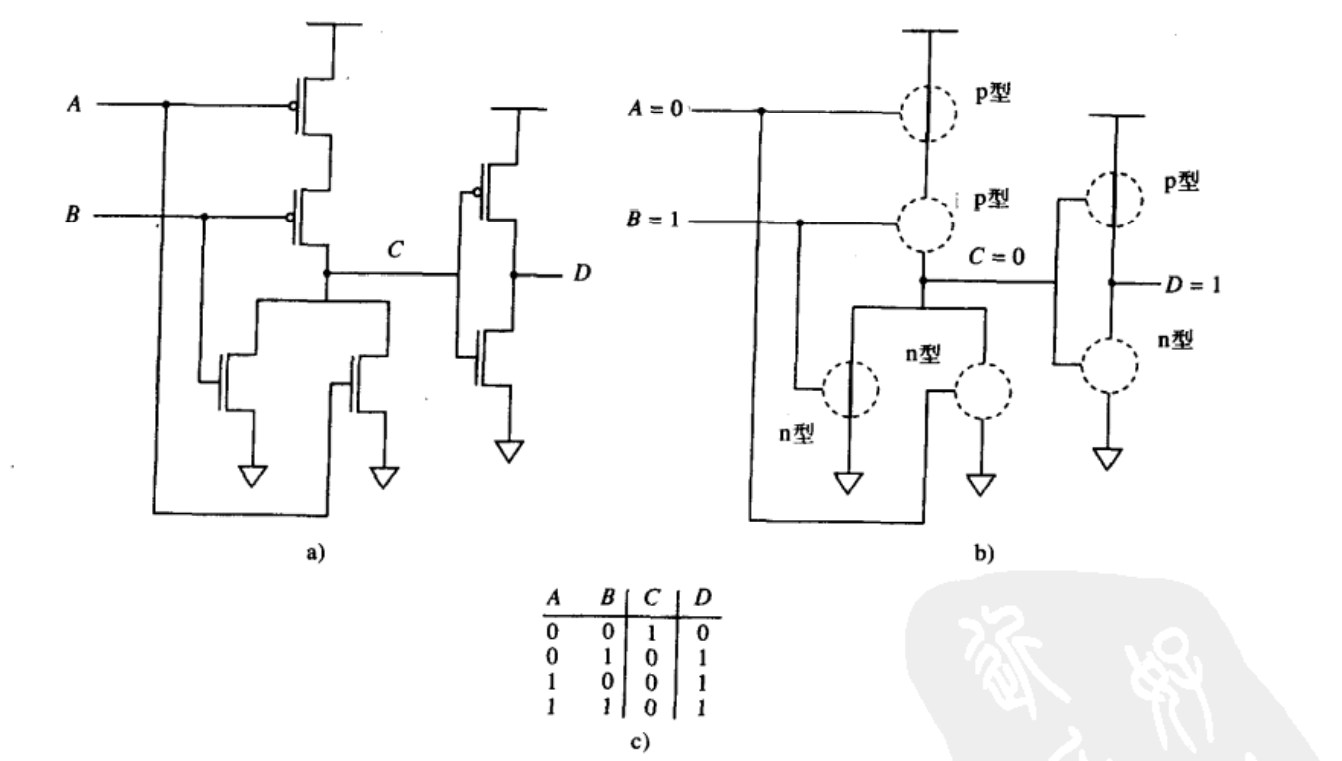 A
B
C
D
a)
A = 0
B = 1
p型
p型
C = 0
p型
D = 1
n型
n型
n型
b)
A B C D
0 0 1 0
0 1 0 1
1 0 0 1
1 1 0 1
c)